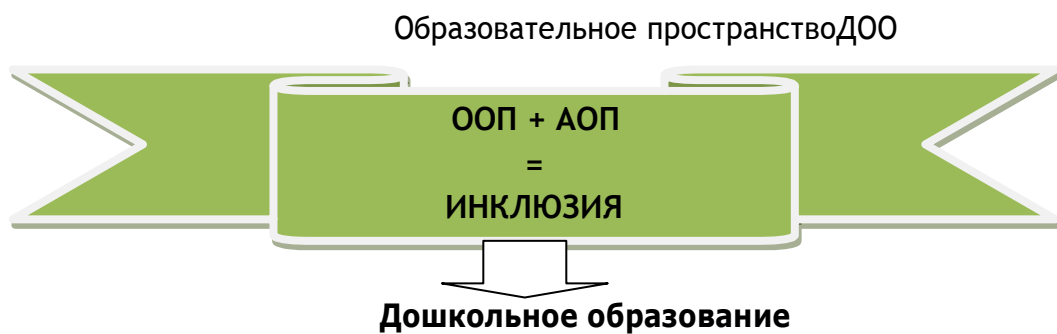 Образовательное пространствоДОО
ООП + АОП
=
ИНКЛЮЗИЯ
Дошкольное образование